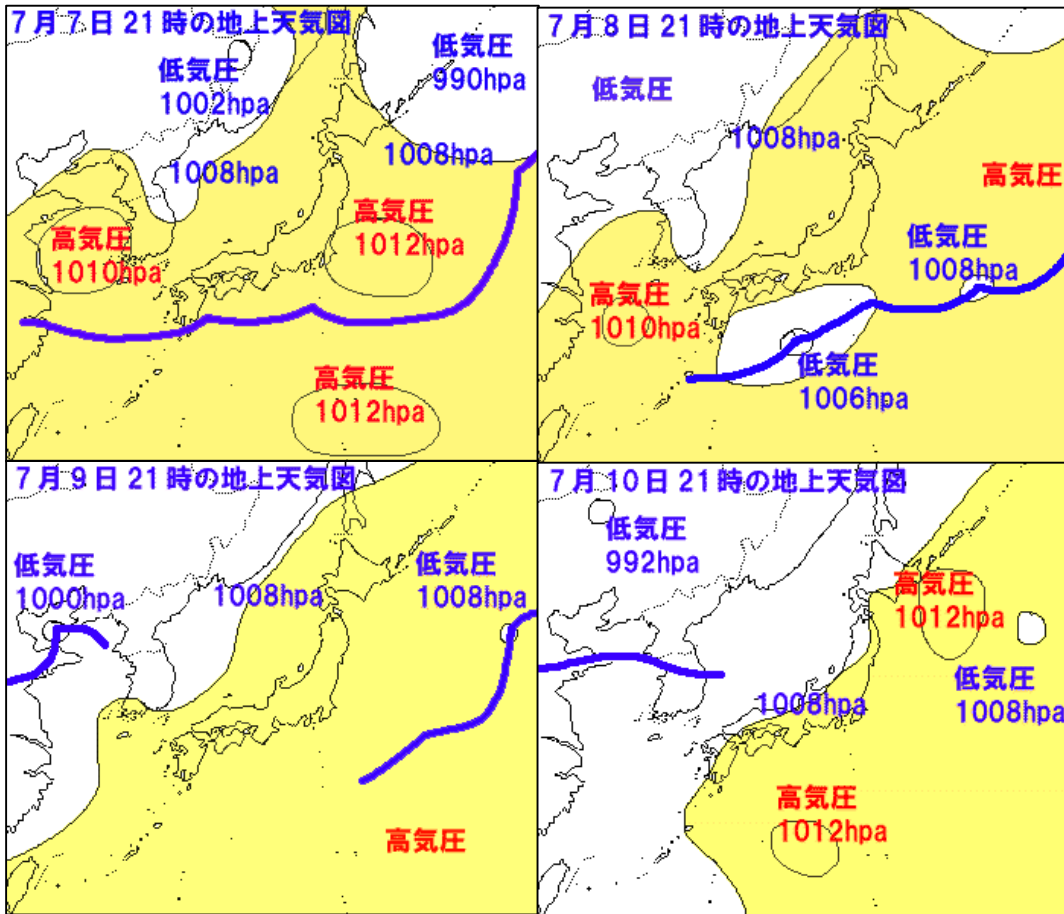 7月7日21時の地上天気図
低気圧
1002hpa
低気圧
990hpa
1008hpa
1008hpa
高気圧
1010hpa
高気圧
1012hpa
高気圧
1012hpa
7月8日21時の地上天気図
低気圧
1008hpa
高気圧
低気圧
1008hpa
高気圧
1010hpa
低気圧
1006hpa
7月9日21時の地上天気図
低気圧
1000hpa
1008hpa
低気圧
1008hpa
高気圧
7月10日21時の地上天気図
低気圧
992hpa
高気圧
1012hpa
低気圧
1008hpa
1008hpa
高気圧
1012hpa